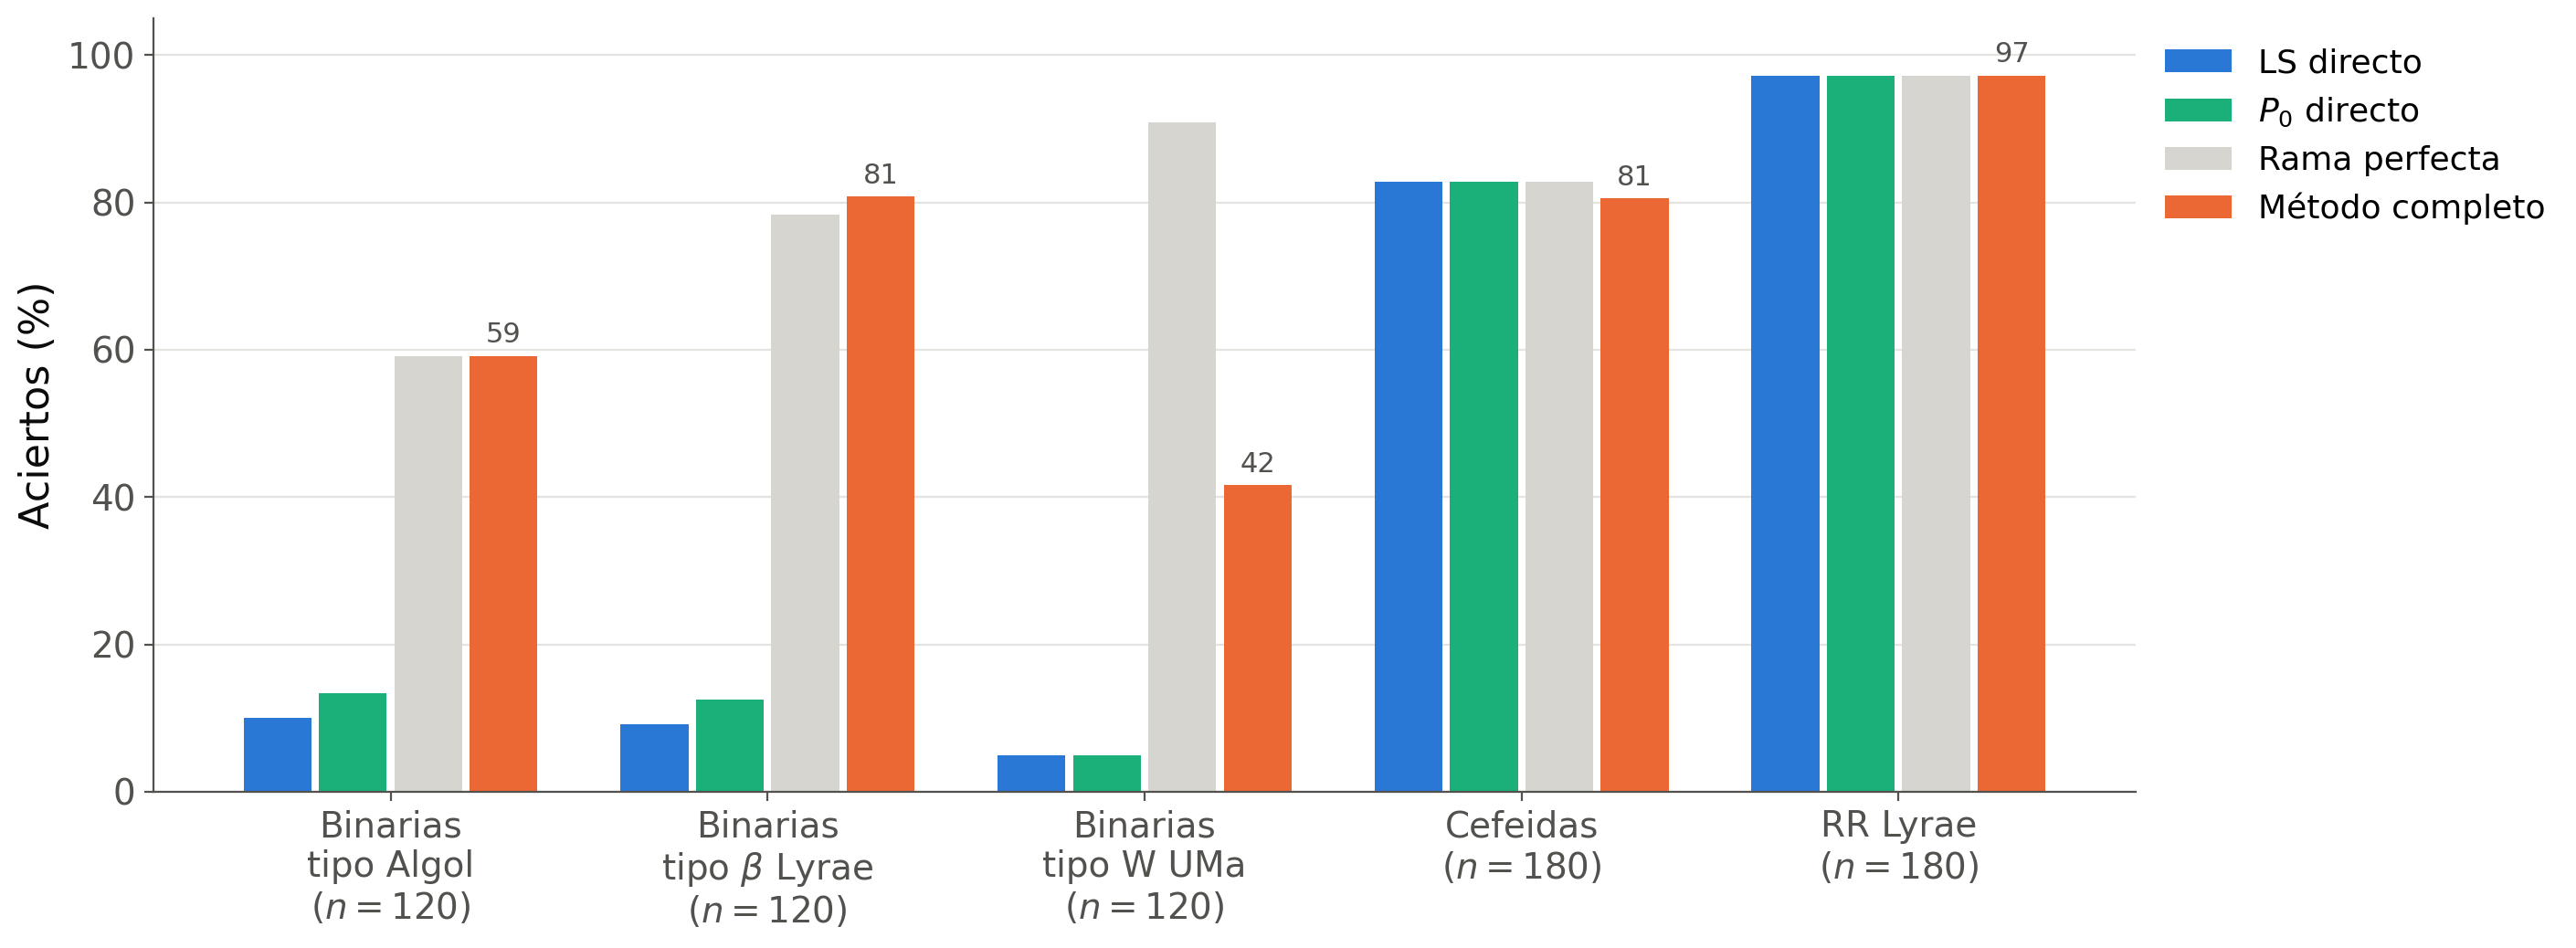 Aciertos (%)
100
80
60
40
20
0
59
81
42
81
97
Binarias
tipo Algol
(n = 120)
Binarias
tipo β Lyrae
(n = 120)
Binarias
tipo W UMa
(n = 120)
Cefeidas
(n = 180)
RR Lyrae
(n = 180)
LS directo
P₀ directo
Rama perfecta
Método completo